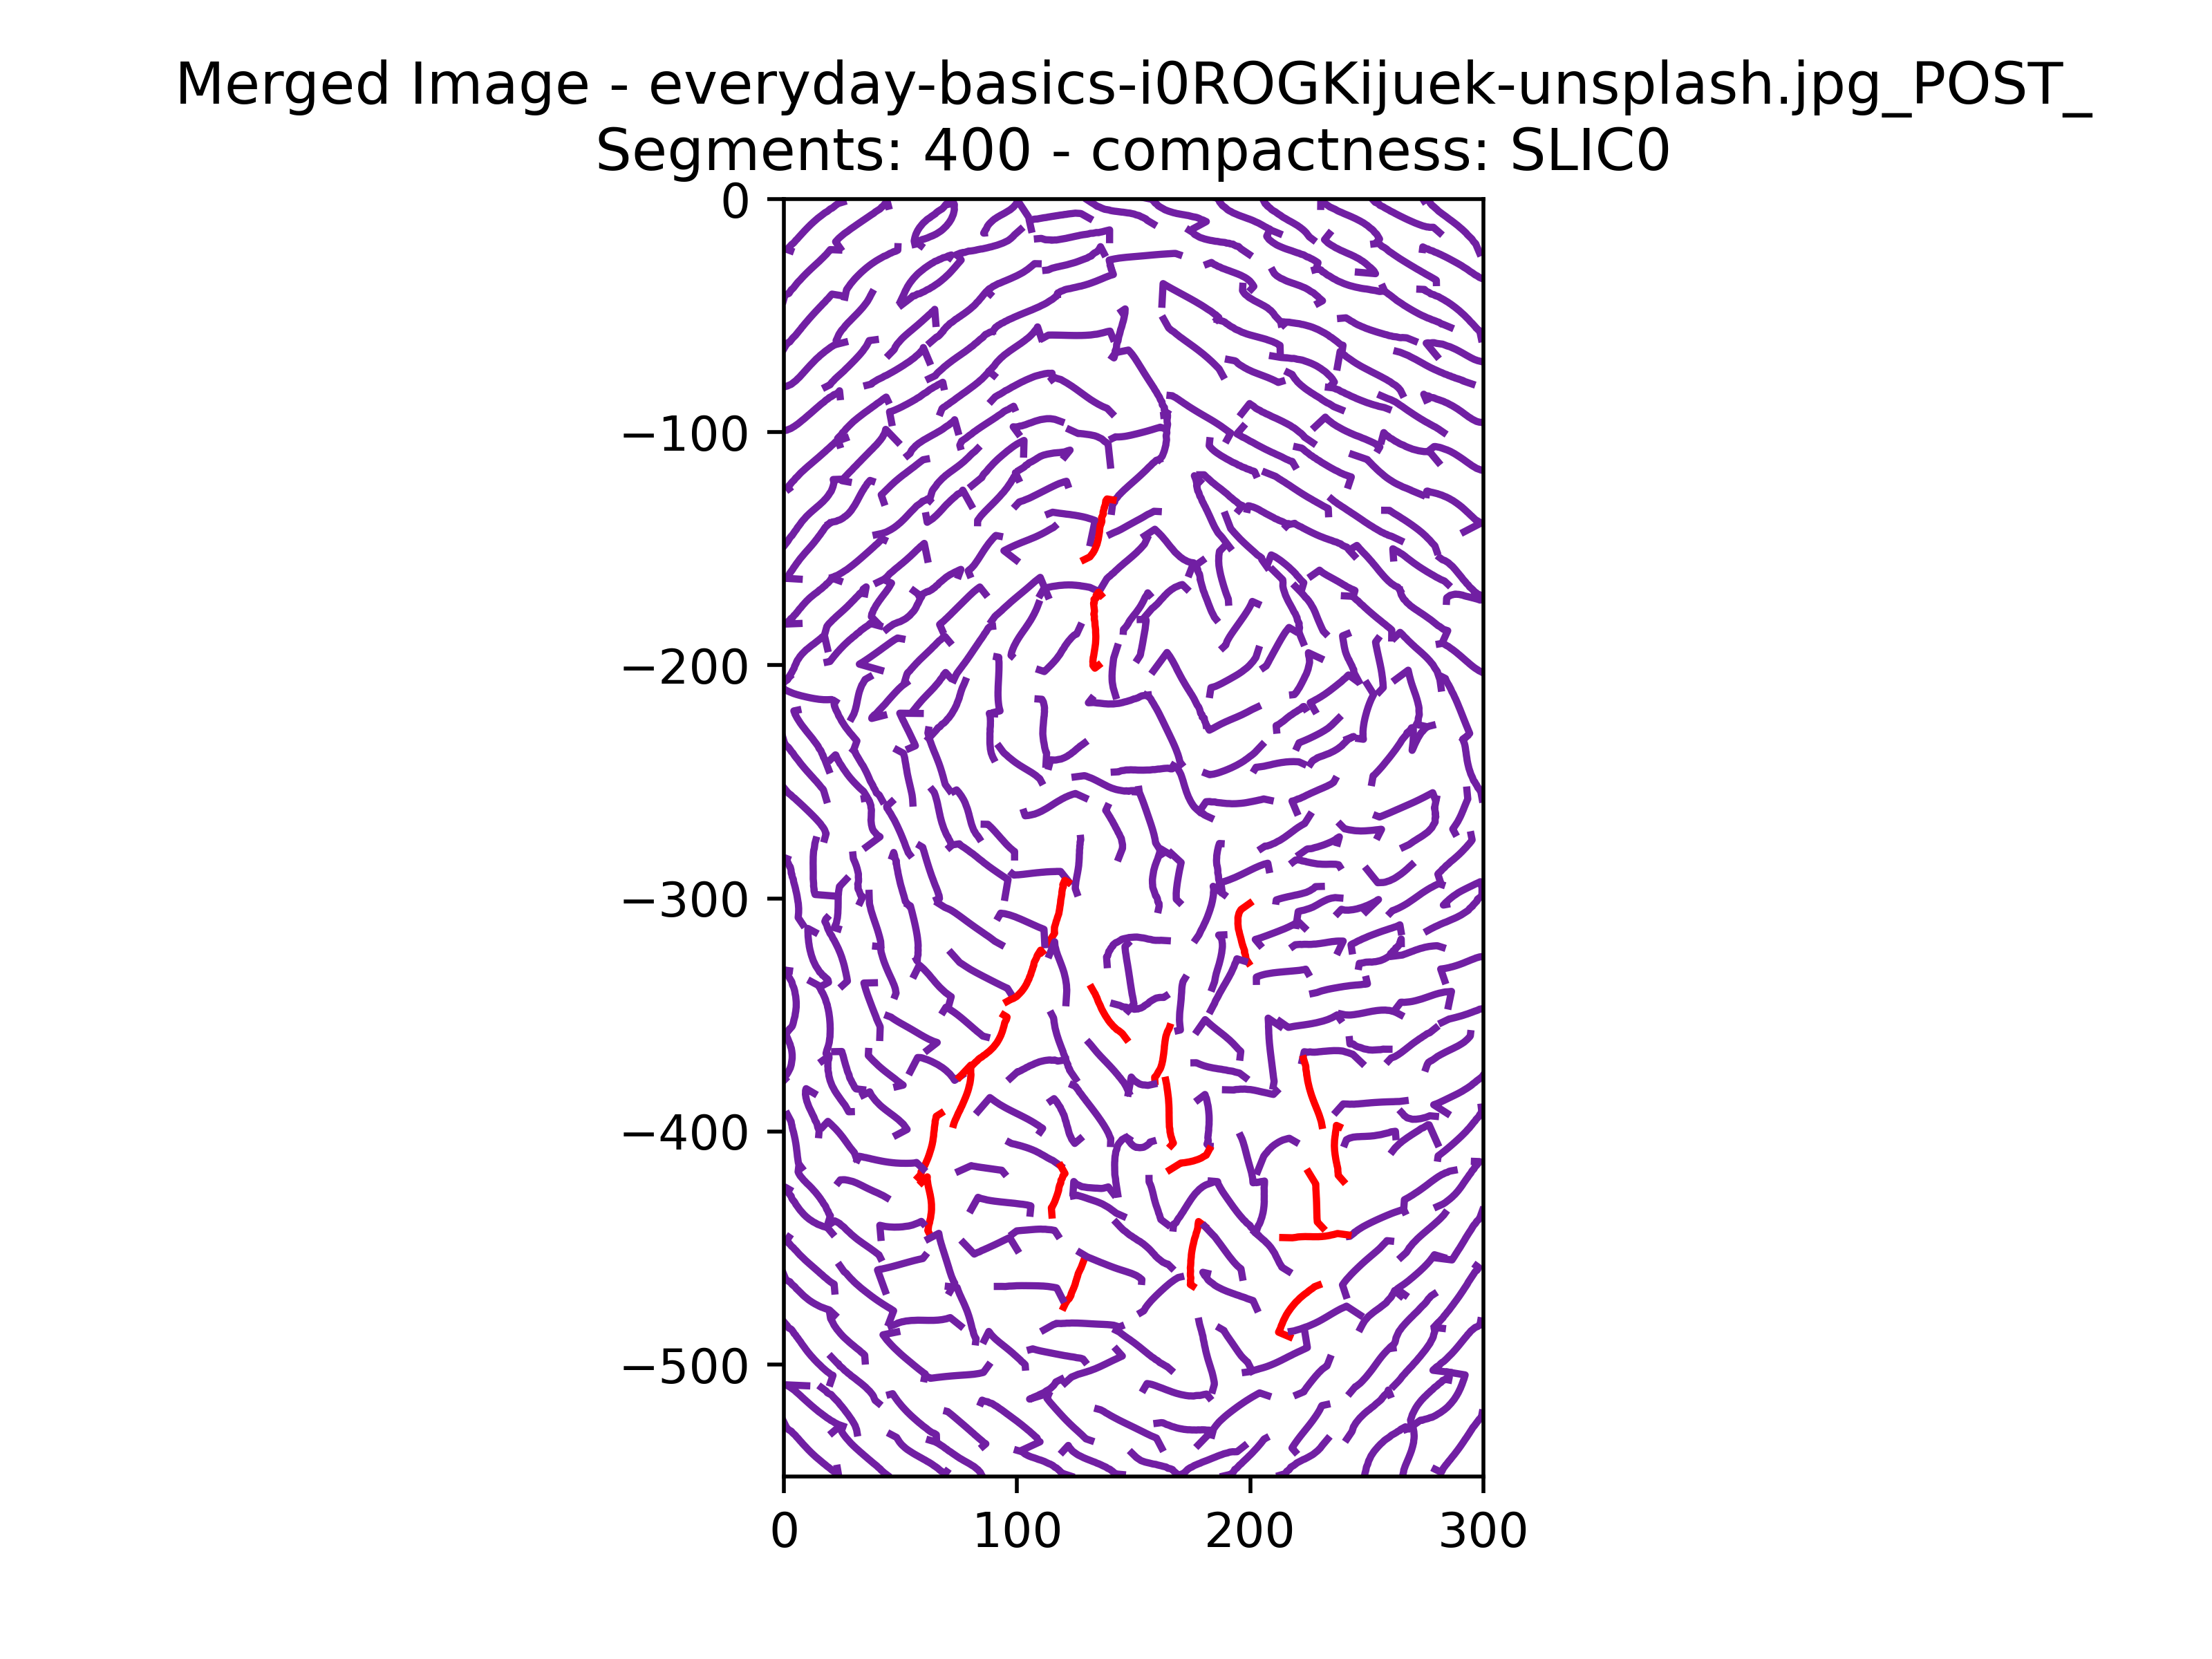 Merged Image - everyday-basics-i0ROGKijuek-unsplash.jpg_POST_
Segments: 400 - compactness: SLIC0
0
−100
−200
−300
−400
−500
0 100 200 300